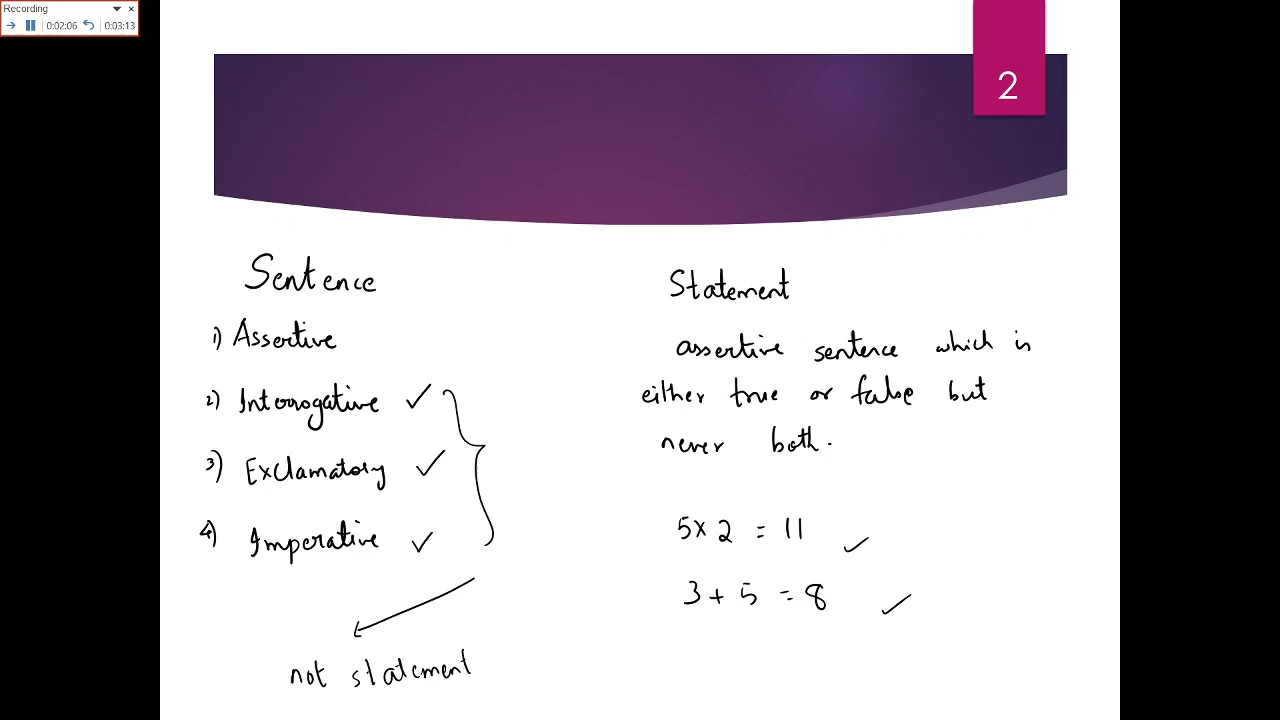 Recording
0:02:06 0:03:13
2
Sentence
1) Assertive
2) Interrogative ✓
3) Exclamatory ✓
4) Imperative ✓
not statement
Statement
assertive sentence which is
either true or false but
never both.
5x2 = 11 ✓
3+5 = 8 ✓